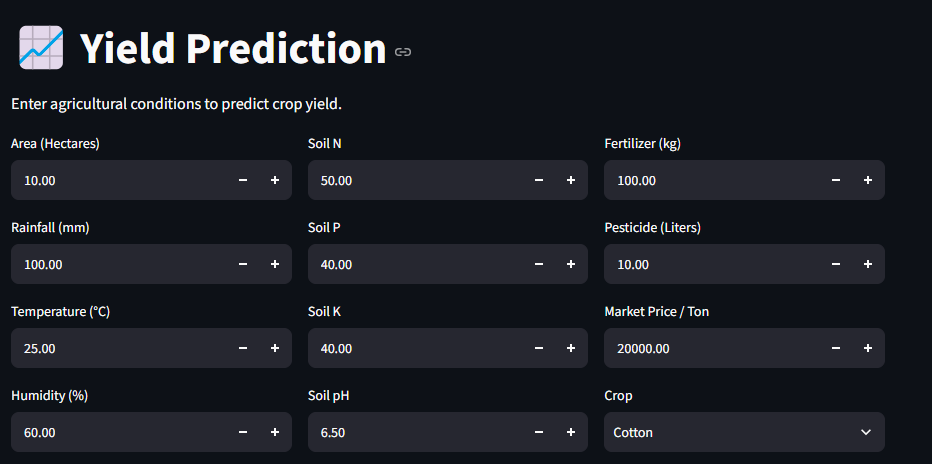 Yield Prediction
Enter agricultural conditions to predict crop yield.
Area (Hectares) Soil N Fertilizer (kg)
10.00 − + 50.00 − + 100.00 − +
Rainfall (mm) Soil P Pesticide (Liters)
100.00 − + 40.00 − + 10.00 − +
Temperature (°C) Soil K Market Price / Ton
25.00 − + 40.00 − + 20000.00 − +
Humidity (%) Soil pH Crop
60.00 − + 6.50 − + Cotton